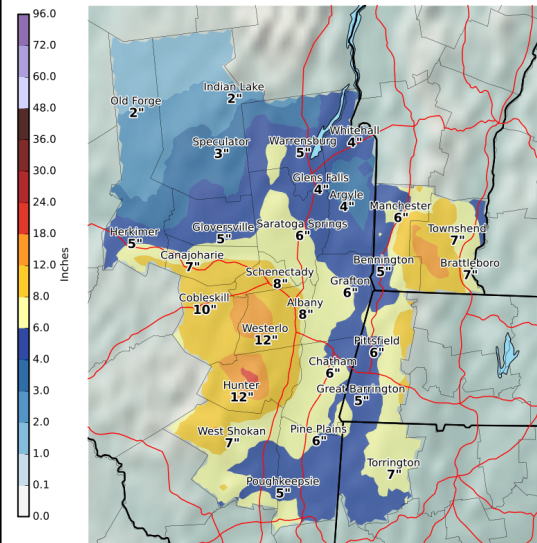 96.0
72.0
60.0
48.0
36.0
30.0
24.0
18.0
12.0
8.0
6.0
4.0
3.0
2.0
1.0
0.1
0.0
Inches
Indian Lake
2"
Old Forge
2"
Whitehall
4"
Speculator
3"
Warrensburg
5"
Glens Falls
4"
Argyle
4"
Manchester
6"
Saratoga Springs
6"
Gloversville
5"
Herkimer
5"
Townshend
7"
Canajoharie
7"
Bennington
5"
Brattleboro
7"
Schenectady
8"
Grafton
6"
Cobleskill
10"
Albany
8"
Westerlo
12"
Pittsfield
6"
Chatham
6"
Hunter
12"
Great Barrington
5"
West Shokan
7"
Pine Plains
6"
Torrington
7"
Poughkeepsie
5"